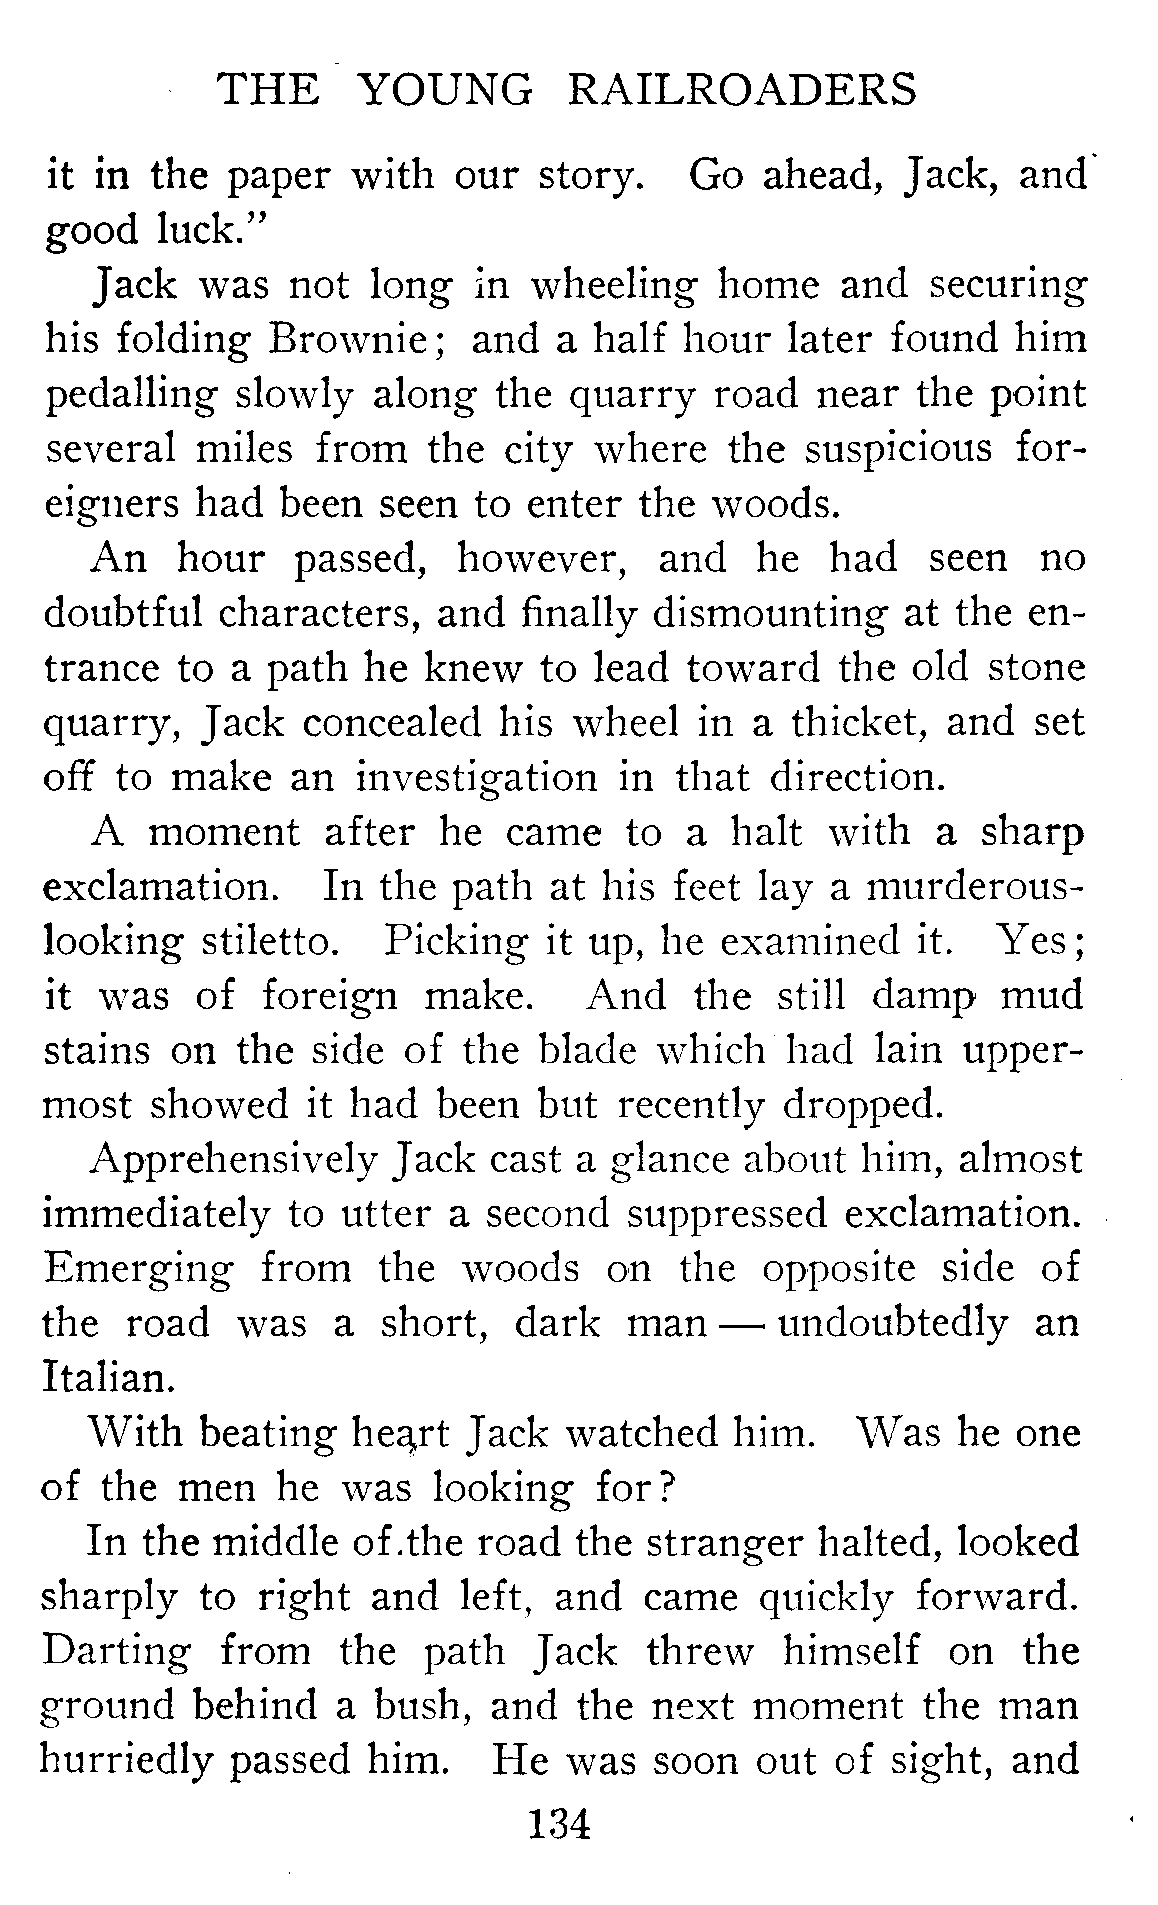 THE YOUNG RAILROADERS
it in the paper with our story. Go ahead, Jack, and
good luck.”
Jack was not long in wheeling home and securing
his folding Brownie; and a half hour later found him
pedalling slowly along the quarry road near the point
several miles from the city where the suspicious for-
eigners had been seen to enter the woods.
An hour passed, however, and he had seen no
doubtful characters, and finally dismounting at the en-
trance to a path he knew to lead toward the old stone
quarry, Jack concealed his wheel in a thicket, and set
off to make an investigation in that direction.
A moment after he came to a halt with a sharp
exclamation. In the path at his feet lay a murderous-
looking stiletto. Picking it up, he examined it. Yes;
it was of foreign make. And the still damp mud
stains on the side of the blade which had lain upper-
most showed it had been but recently dropped.
Apprehensively Jack cast a glance about him, almost
immediately to utter a second suppressed exclamation.
Emerging from the woods on the opposite side of
the road was a short, dark man — undoubtedly an
Italian.
With beating heart Jack watched him. Was he one
of the men he was looking for?
In the middle of the road the stranger halted, looked
sharply to right and left, and came quickly forward.
Darting from the path Jack threw himself on the
ground behind a bush, and the next moment the man
hurriedly passed him. He was soon out of sight, and
134